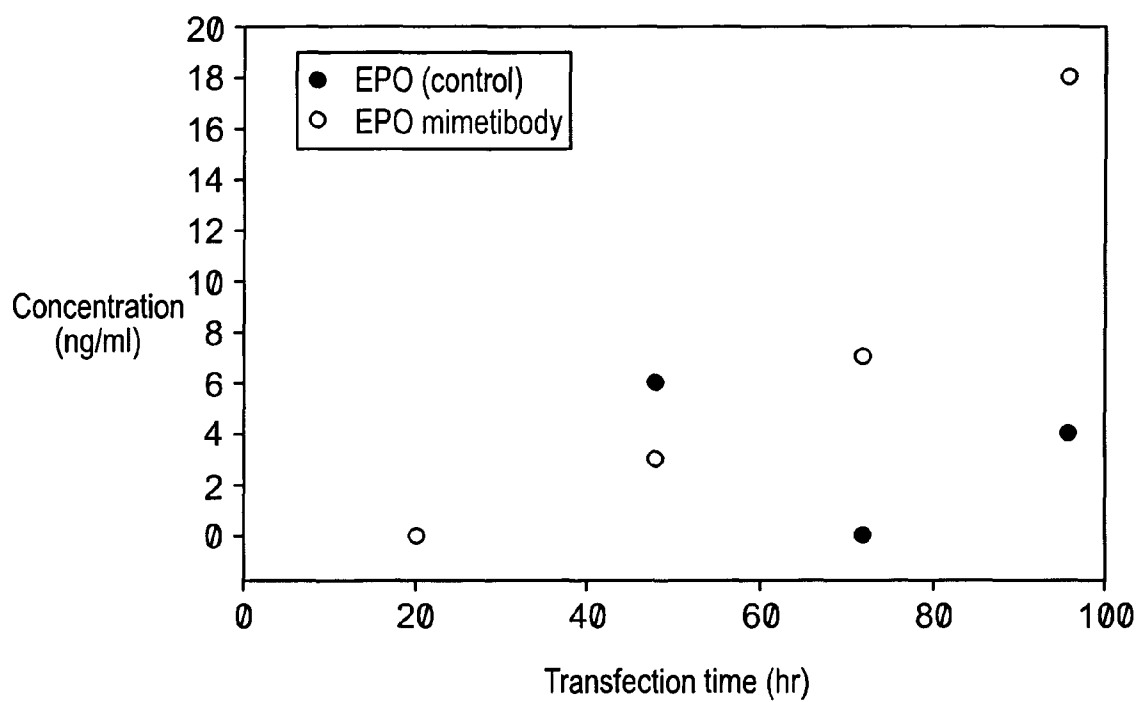 20
18
16
14
12
10
8
6
4
2
0
Concentration
(ng/ml)
EPO (control)
EPO mimetibody
0 20 40 60 80 100
Transfection time (hr)